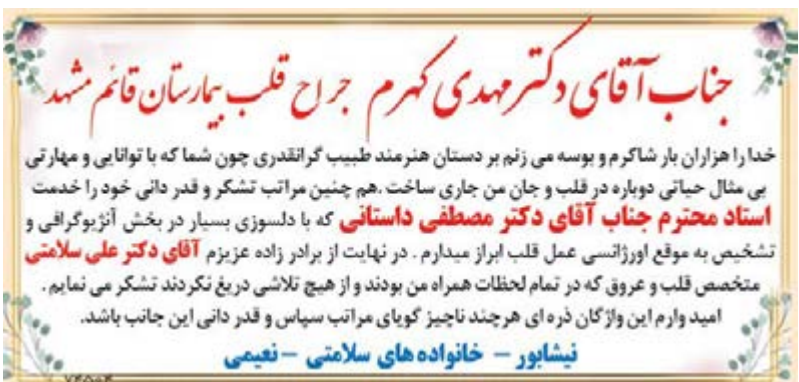 جناب آقای دکتر مهدی کهرم جراح قلب بیمارستان قائم مشهد
خدا را هزاران بار شاکرم و بوسه می زنم بر دستان هنرمند طبیب گرانقدری چون شما که با توانایی و مهارتی
بی مثال حیاتی دوباره در قلب و جان من جاری ساخت .هم چنین مراتب تشکر و قدر دانی خود را خدمت
استاد محترم جناب آقای دکتر مصطفی داستانی که با دلسوزی بسیار در بخش آنژیوگرافی و
تشخیص به موقع اورژانسی عمل قلب ابراز میدارم . در نهایت از برادر زاده عزیزم آقای دکتر علی سلامتی
متخصص قلب و عروق که در تمام لحظات همراه من بودند و از هیچ تلاشی دریغ نکردند تشکر می نمایم .
امید وارم این واژگان ذره ای هر چند ناچیز گویای مراتب سپاس و قدر دانی این جانب باشد.
نیشابور – خانواده های سلامتی – نعیمی